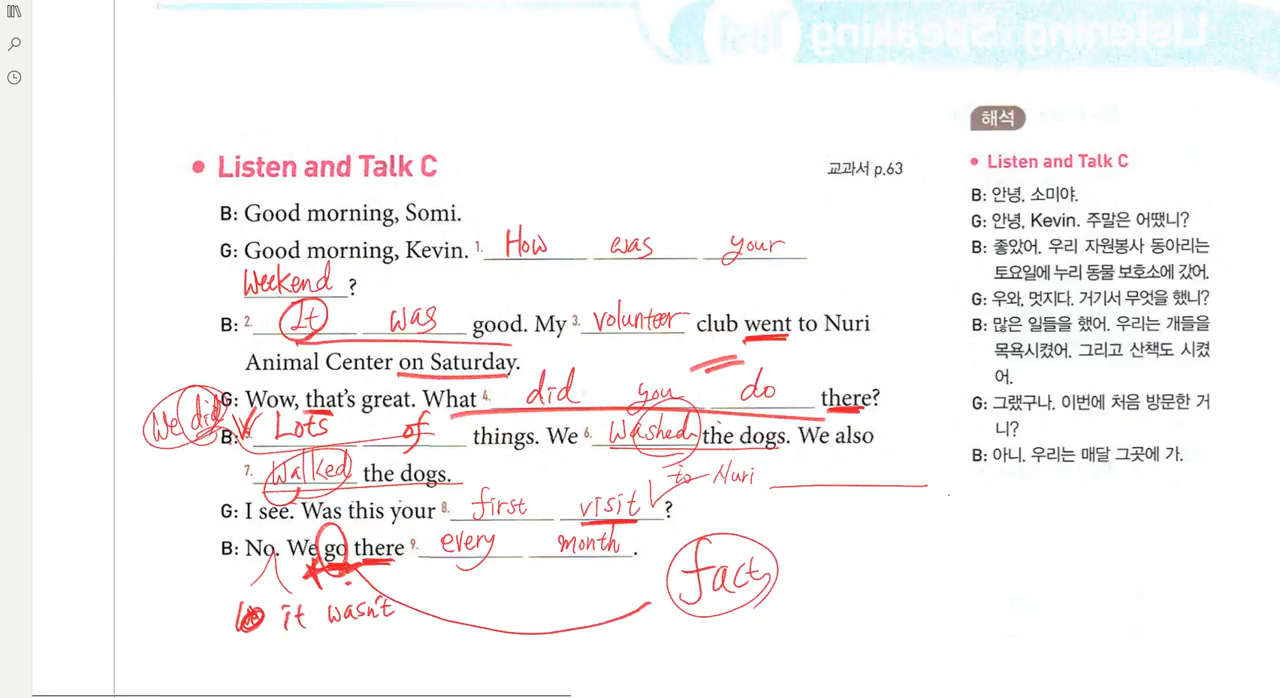 Listening & Speaking
해석
• Listen and Talk C
교과서 p.63
B: Good morning, Somi.
G: Good morning, Kevin. 1. How was your
Weekend ?
B: 2. It was good. My 3. volunteer club went to Nuri
Animal Center on Saturday.
G: Wow, that's great. What 4. did you do there?
We did
B: Lots of things. We 6. Washed the dogs. We also
7. Walked the dogs.
to Nuri
G: I see. Was this your 8. first visit ?
B: No. We go there 9. every month .
it wasn't
fact
• Listen and Talk C
B: 안녕, 소미야.
G: 안녕, Kevin. 주말은 어땠니?
B: 좋았어. 우리 자원봉사 동아리는
토요일에 누리 동물 보호소에 갔어.
G: 우와, 멋지다. 거기서 무엇을 했니?
B: 많은 일들을 했어. 우리는 개들을
목욕시켰어. 그리고 산책도 시켰
어.
G: 그랬구나. 이번에 처음 방문한 거
니?
B: 아니. 우리는 매달 그곳에 가.